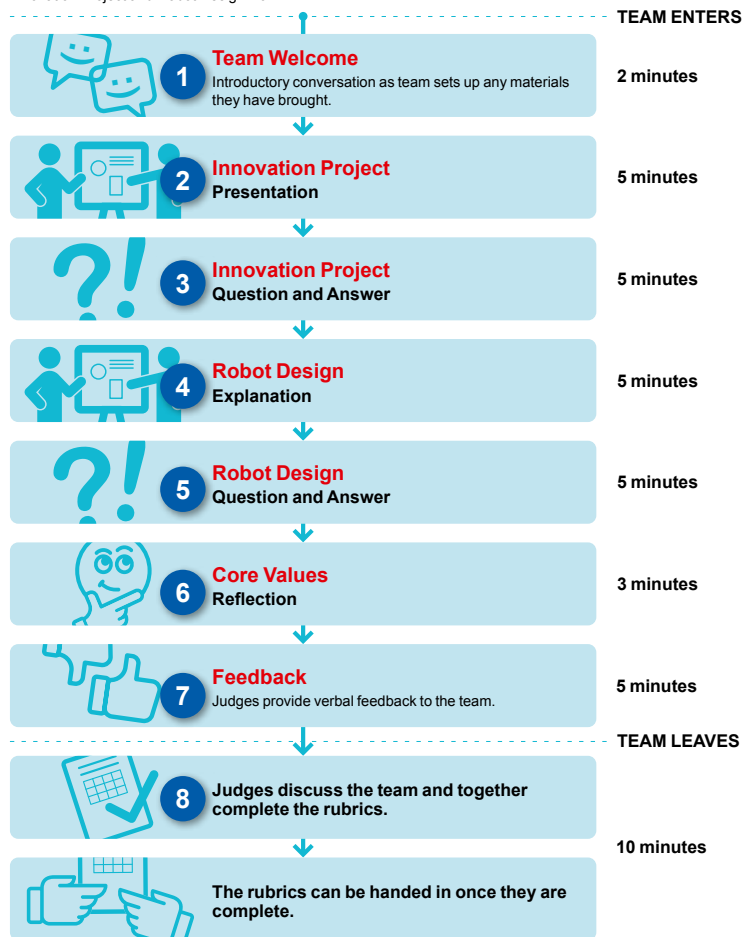 TEAM ENTERS
1
Team Welcome
Introductory conversation as team sets up any materials
they have brought.
2 minutes
2
Innovation Project
Presentation
5 minutes
3
Innovation Project
Question and Answer
5 minutes
4
Robot Design
Explanation
5 minutes
5
Robot Design
Question and Answer
5 minutes
6
Core Values
Reflection
3 minutes
7
Feedback
Judges provide verbal feedback to the team.
5 minutes
TEAM LEAVES
8
Judges discuss the team and together
complete the rubrics.
10 minutes
The rubrics can be handed in once they are
complete.